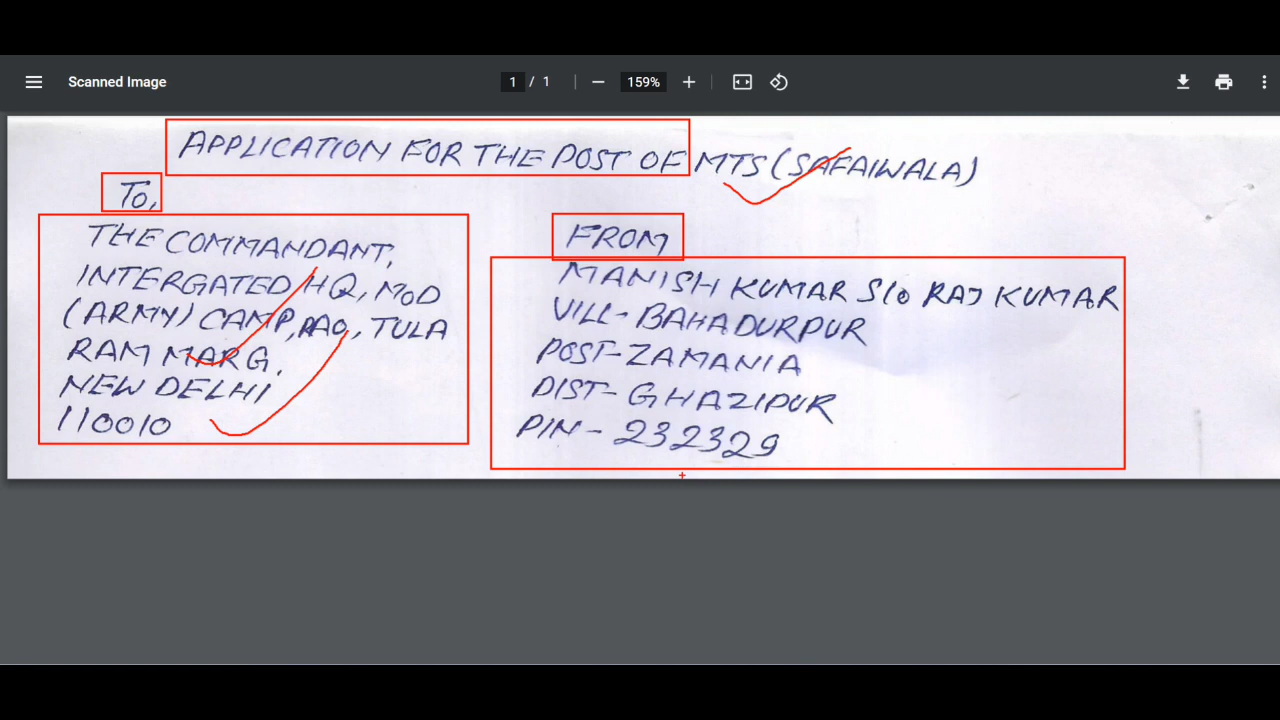 Scanned Image
1 / 1
159%
APPLICATION FOR THE POST OF MTS (SAFAIWALA)
TO,
THE COMMANDANT,
INTERGATED HQ, MOD
(ARMY) CAMP, RAO, TULA
RAM MARG.
NEW DELHI
110010
FROM
MANISH KUMAR S/o RAJ KUMAR
VILL-BAHADURPUR
POST-ZAMANIA
DIST-GHAZIPUR
PIN-232329